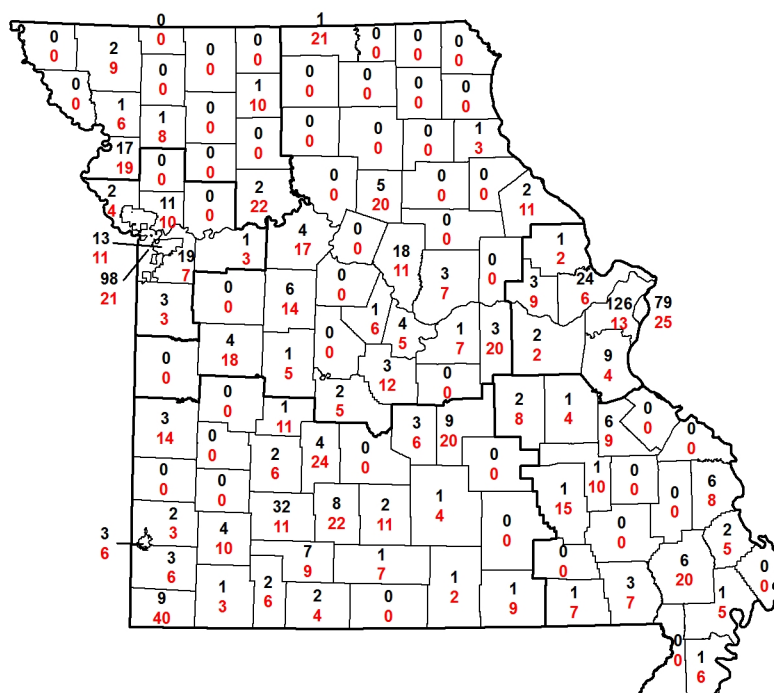 0 1
0 2 0 0 0 21 0 0 0
0 9 0 0 0 0 0 0
0 1 0 0 0 0 0
0 10 0 0 0 0
1 1 0 0 0 0 1
6 8 0 0 0 0 3
17 0 0 0 5 0 0 2
19 0 0 2 0 20 0 0 11
2 11 0 22 0
4 10 0 4 0 18 0 1
13 19 1 17 0 11 3 0 2
11 7 3 7 0
98 3 0 6 0 3 24 126 79
21 3 0 14 0 9 6 13 25
1 4 1 3 2 9
6 5 7 20 2 4
0 4 1 0 3 0
0 18 5 0 12 0
3 0 1 2 3 9 2 1 6 0 0
14 0 11 5 6 20 8 4 9 0 0
0 2 4 0 0
0 6 24 0 0
0 0 1 1 1 0 0 6
0 0 4 15 10 0 0 8
2 4 32 8 2 0 0 2
3 10 11 22 11 0 0 5
3 3 7 1 0 6 0
6 6 9 7 0 20 0
9 1 2 2 0 1 1 1 3 1
40 3 6 4 0 2 9 7 7 5
0 1
0 6